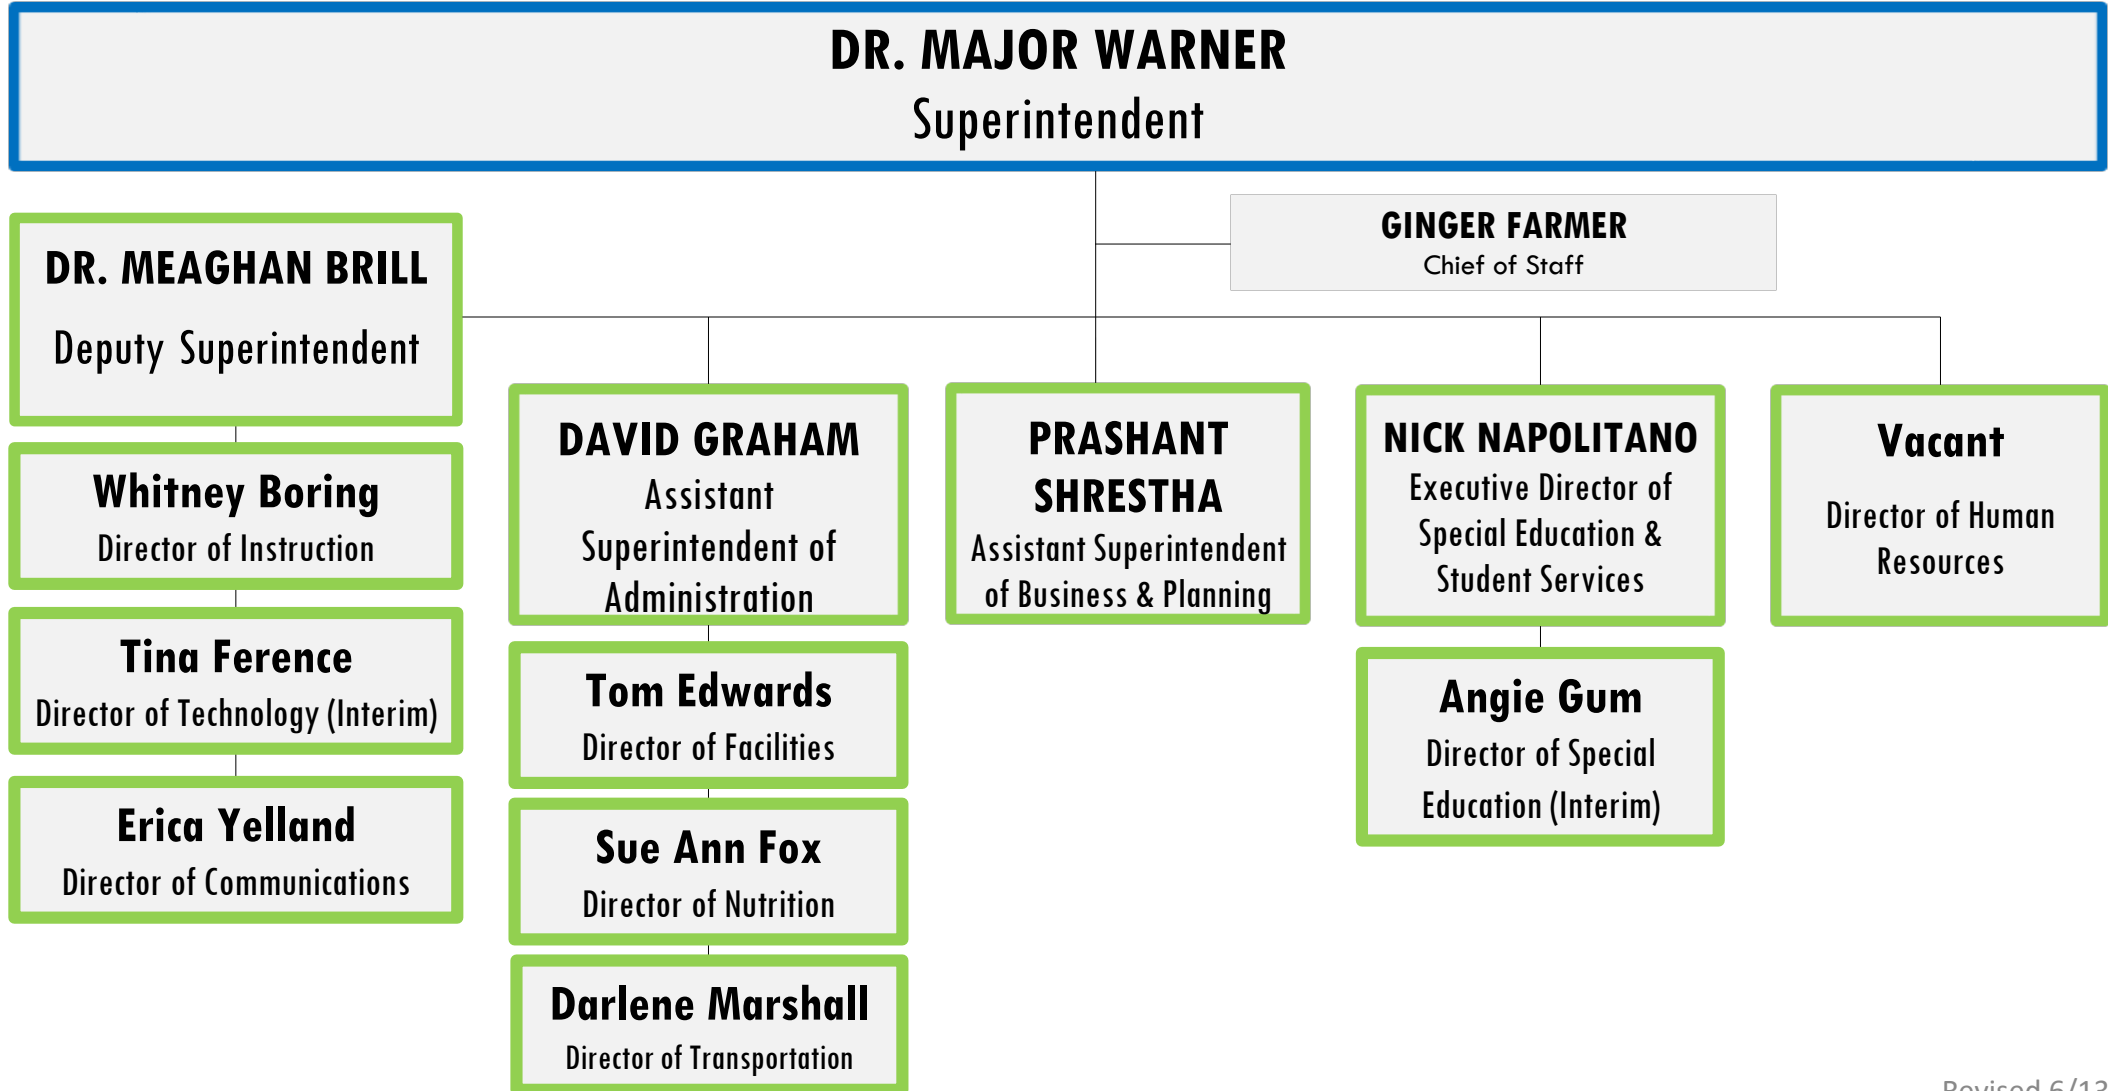 DR. MAJOR WARNER
Superintendent
GINGER FARMER
Chief of Staff
DR. MEAGHAN BRILL
Deputy Superintendent
Whitney Boring
Director of Instruction
Tina Ference
Director of Technology (Interim)
Erica Yelland
Director of Communications
DAVID GRAHAM
Assistant
Superintendent of
Administration
Tom Edwards
Director of Facilities
Sue Ann Fox
Director of Nutrition
Darlene Marshall
Director of Transportation
PRASHANT
SHRESTHA
Assistant Superintendent
of Business & Planning
NICK NAPOLITANO
Executive Director of
Special Education &
Student Services
Angie Gum
Director of Special
Education (Interim)
Vacant
Director of Human
Resources
Revised 6/13